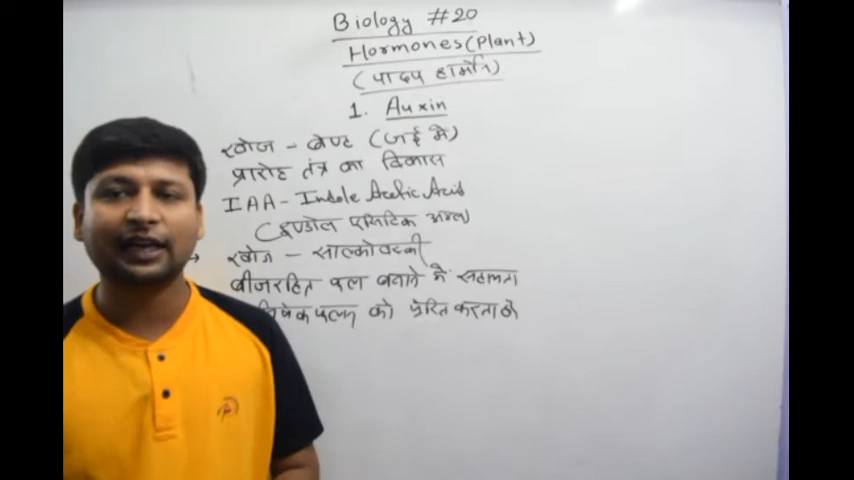 Biology #20
Hormones (Plant)
(पादप हार्मोन)
1. Auxin
खोज - वेण्ट (जई में)
प्रारोह तंत्र का विकास
IAA - Indole Acetic Acid
(इण्डोल एसिटिक अम्ल)
→ खोज - साल्कोवस्की
बीजरहित फल बनाने में सहायता
को प्रेरित करता है